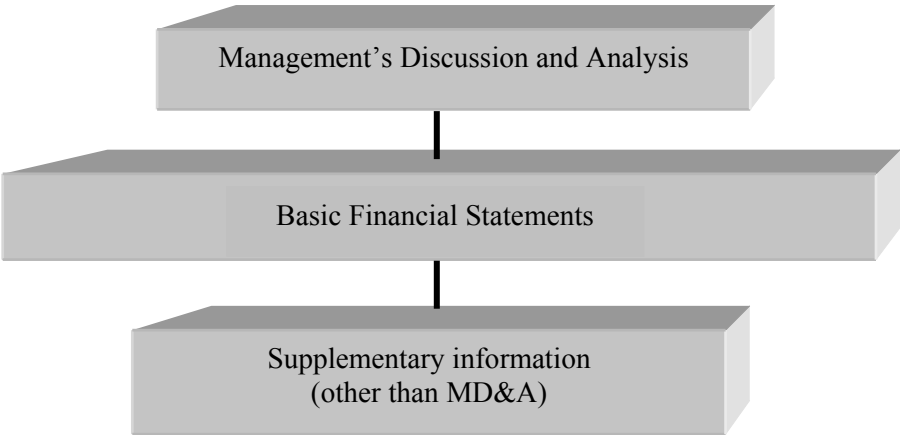 Management’s Discussion and Analysis
Basic Financial Statements
Supplementary information
(other than MD&A)